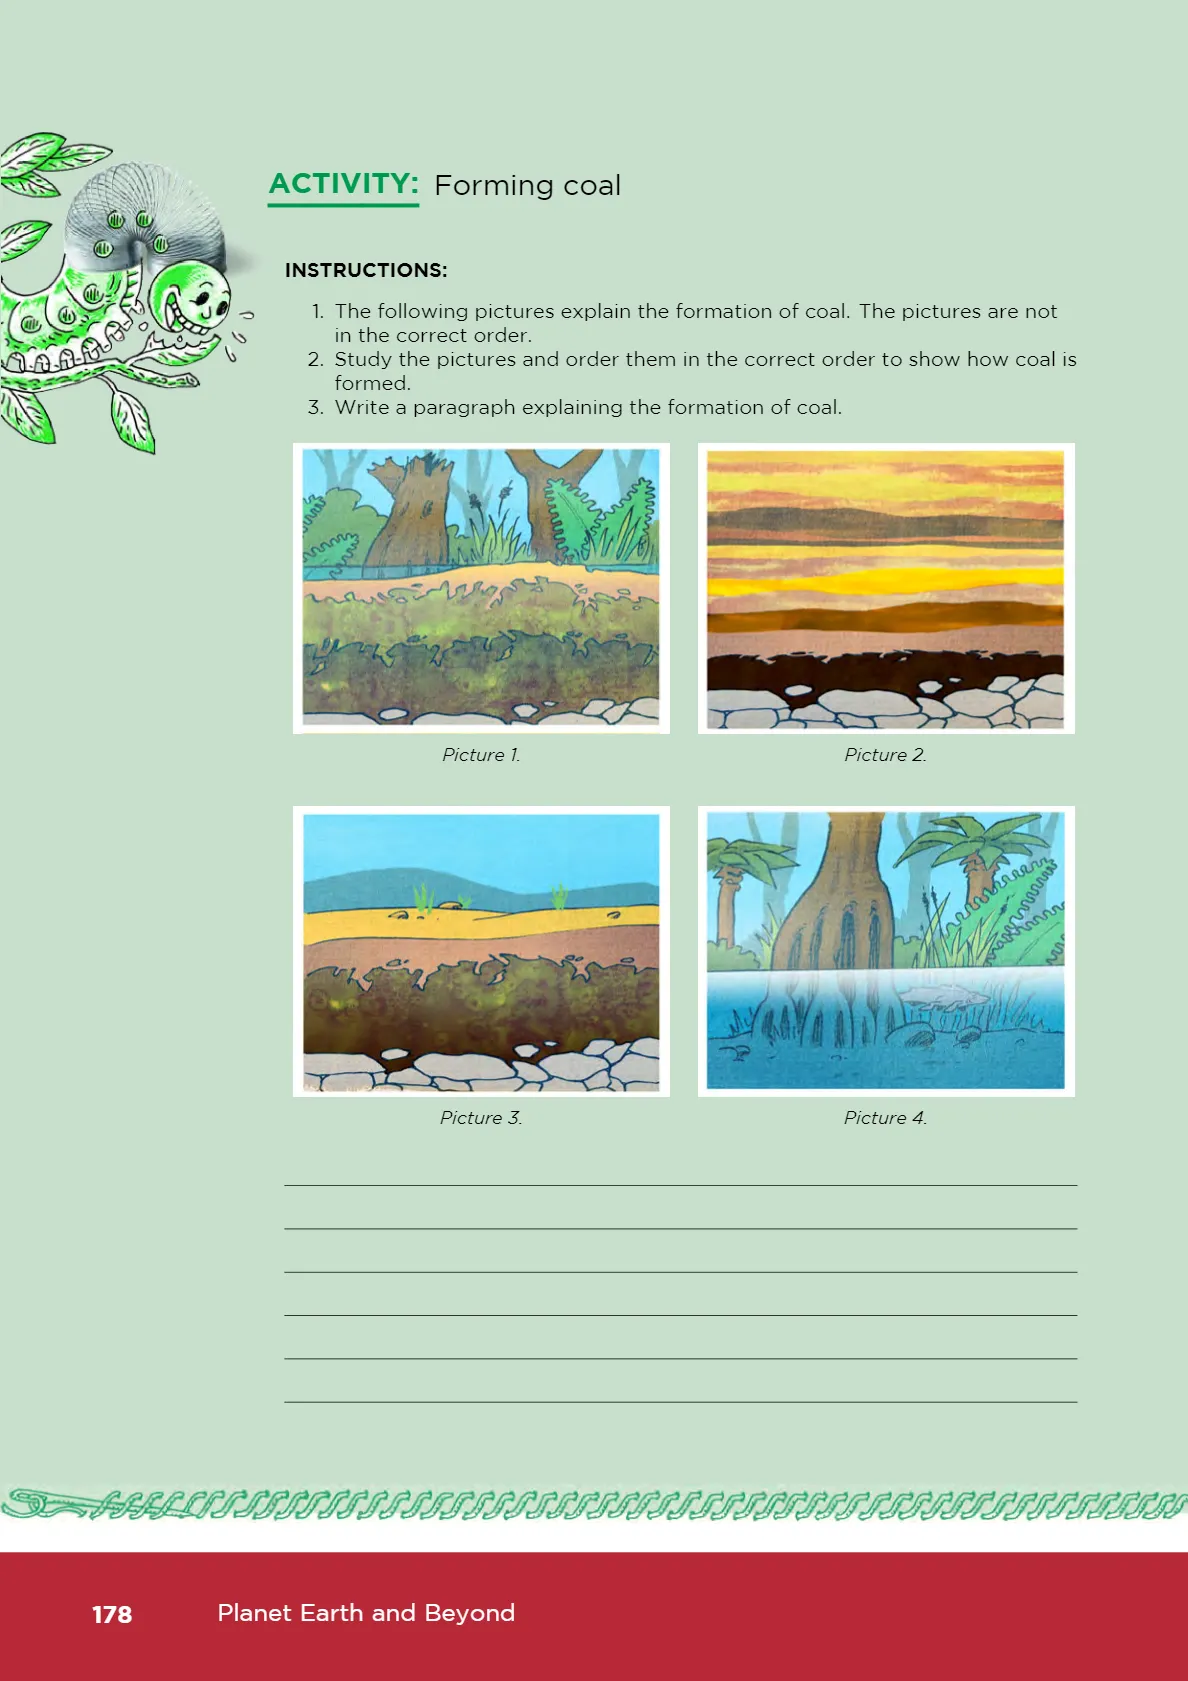 ACTIVITY: Forming coal
INSTRUCTIONS:
1. The following pictures explain the formation of coal. The pictures are not
in the correct order.
2. Study the pictures and order them in the correct order to show how coal is
formed.
3. Write a paragraph explaining the formation of coal.
Picture 1.
Picture 2.
Picture 3.
Picture 4.
178
Planet Earth and Beyond